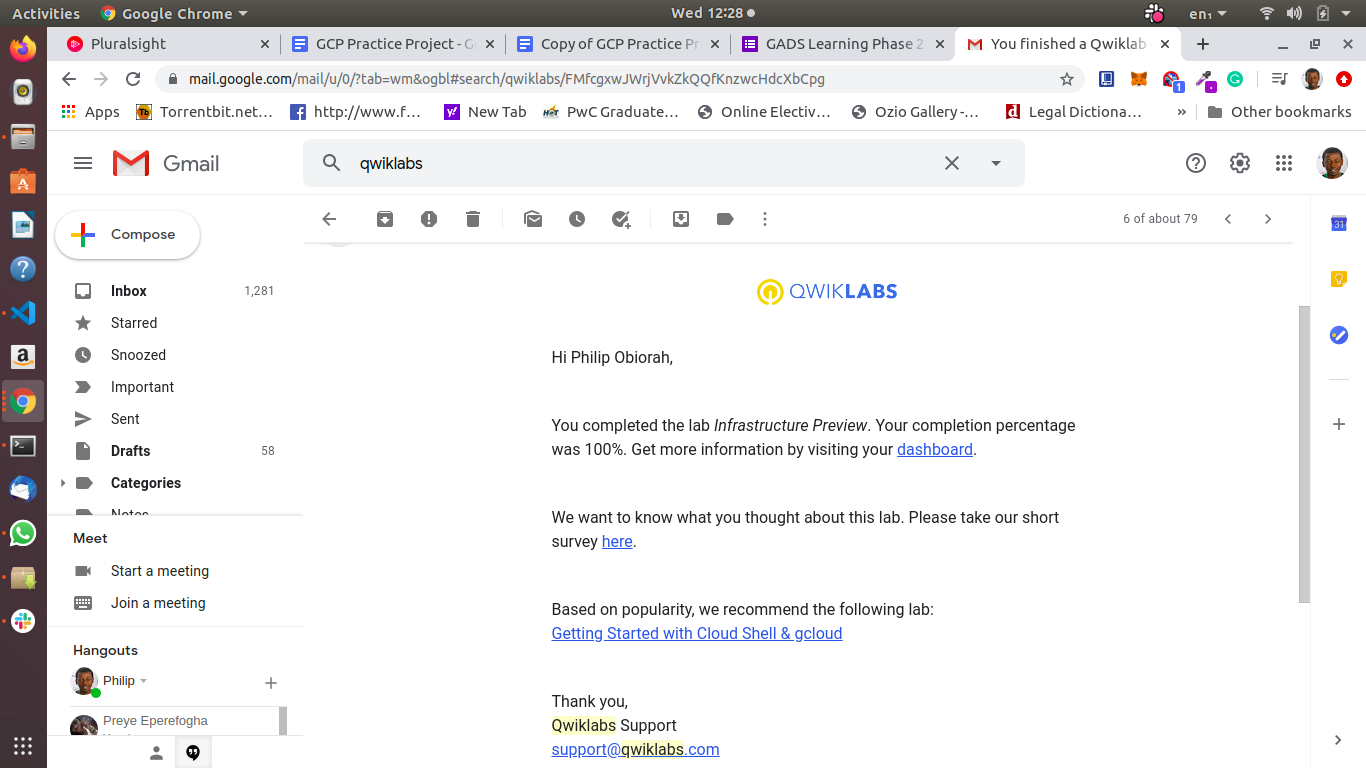 Activities
Google Chrome
Wed 12:28
en₁
Pluralsight
GCP Practice Project - G
Copy of GCP Practice Pr
GADS Learning Phase 2
You finished a Qwiklab
mail.google.com/mail/u/0/?tab=wm&ogbl#search/qwiklabs/FMfcgxwJWrjVvkZkQQfKnzwcHdcXbCpg
1
Apps
Torrentbit.net…
http://www.f…
New Tab
PwC Graduate…
Online Electiv…
Ozio Gallery -…
Legal Dictiona…
»
Other bookmarks
Gmail
qwiklabs
Compose
6 of about 79
31
Inbox 1,281
Starred
Snoozed
Important
Sent
Drafts 58
Categories
Notes
Meet
Start a meeting
Join a meeting
Hangouts
Philip
Preye Eperefogha
QWIKLABS
Hi Philip Obiorah,
You completed the lab Infrastructure Preview. Your completion percentage
was 100%. Get more information by visiting your dashboard.
We want to know what you thought about this lab. Please take our short
survey here.
Based on popularity, we recommend the following lab:
Getting Started with Cloud Shell & gcloud
Thank you,
Qwiklabs Support
support@qwiklabs.com